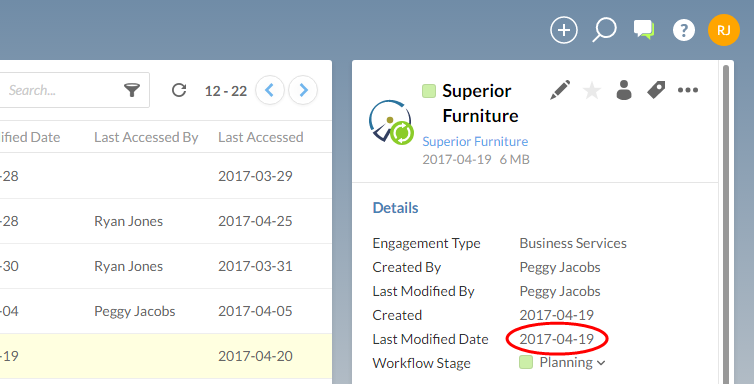 RJ
Search...
12 - 22
ified Date Last Accessed By Last Accessed
-28 2017-03-29
-28 Ryan Jones 2017-04-25
-30 Ryan Jones 2017-03-31
-04 Peggy Jacobs 2017-04-05
-19 2017-04-20
Superior
Furniture
Superior Furniture
2017-04-19 6 MB
Details
Engagement Type Business Services
Created By Peggy Jacobs
Last Modified By Peggy Jacobs
Created 2017-04-19
Last Modified Date 2017-04-19
Workflow Stage Planning